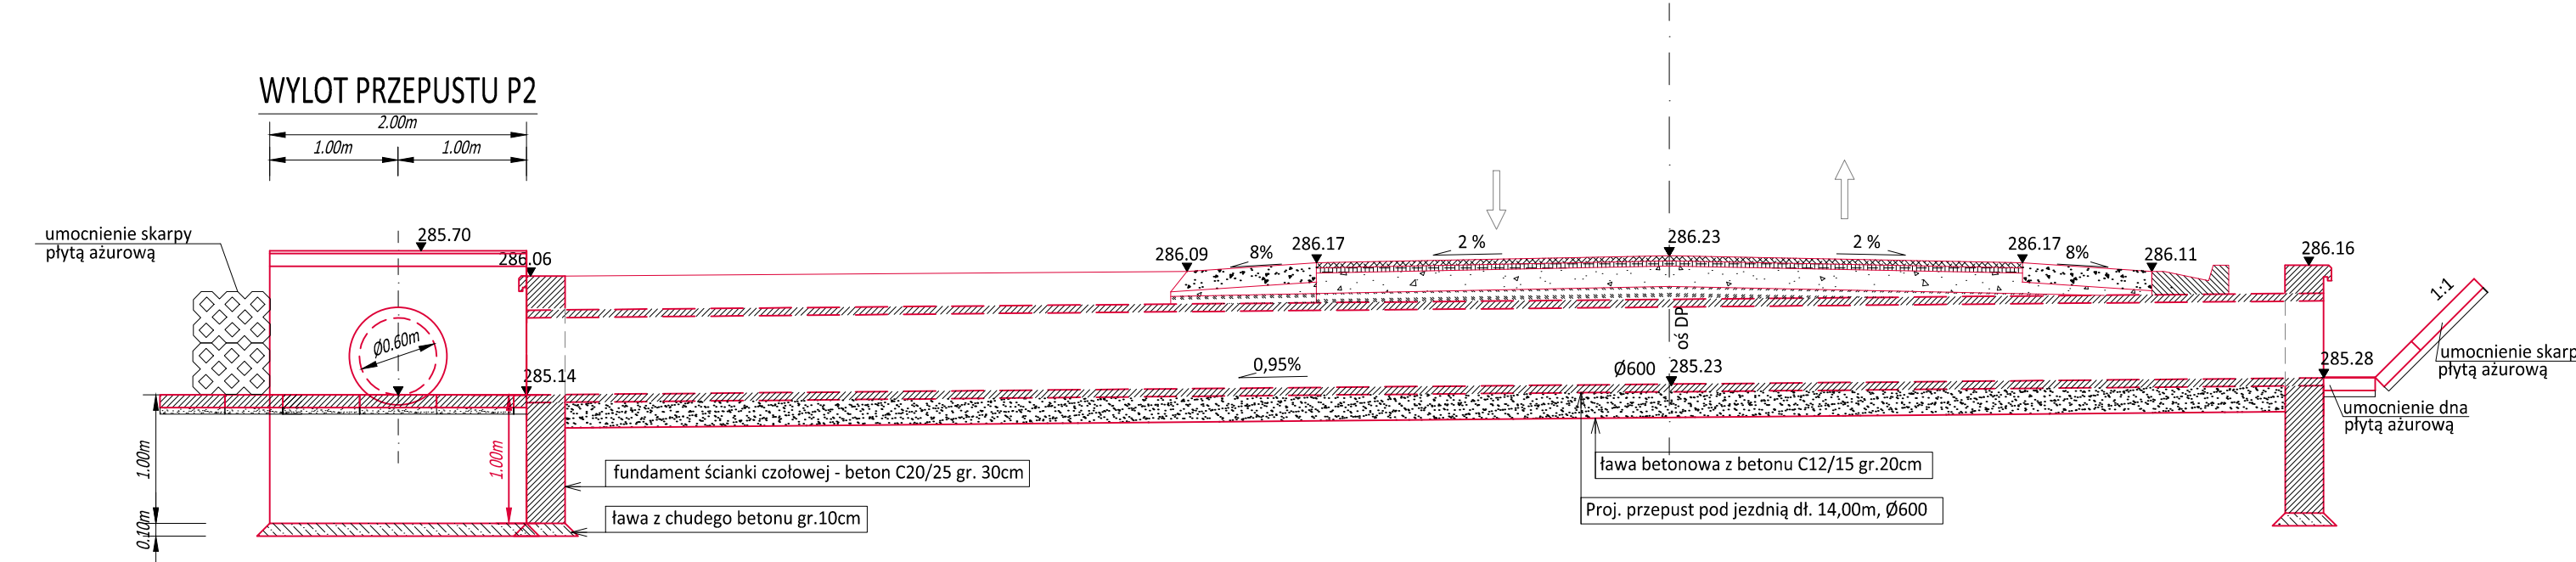 WYLOT PRZEPUSTU P2
2.00m
1.00m
1.00m
umocnienie skarpy
płytą ażurową
285.70
286.06
286.09
8%
286.17
2 %
286.23
2 %
286.17
8%
286.11
286.16
1:1
Ø0.60m
oś DP
285.14
0,95%
Ø600
285.23
285.28
umocnienie skarp
płytą ażurową
umocnienie dna
płytą ażurową
1.00m
1.00m
0.10m
fundament ścianki czołowej - beton C20/25 gr. 30cm
ława betonowa z betonu C12/15 gr.20cm
ława z chudego betonu gr.10cm
Proj. przepust pod jezdnią dł. 14,00m, Ø600